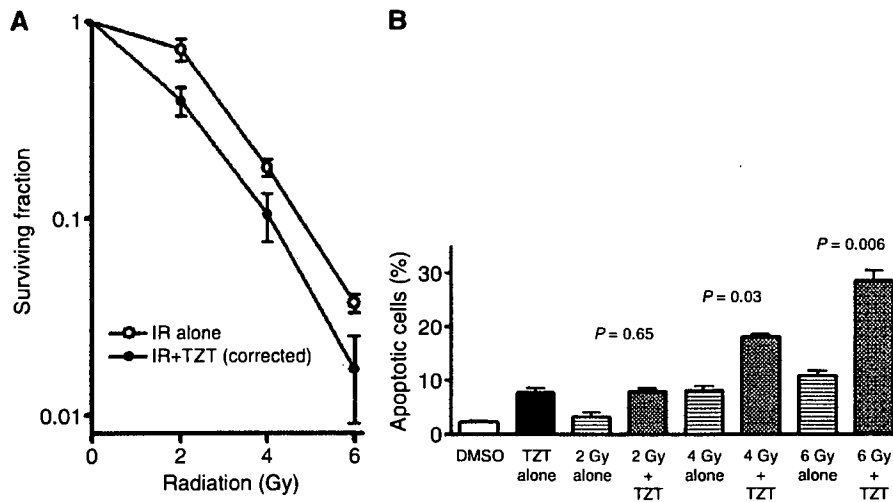 A
1
0.1
0.01
Surviving fraction
IR alone
IR+TZT (corrected)
0
2
4
6
Radiation (Gy)
B
Apoptotic cells (%)
30
20
10
0
P = 0.65
P = 0.03
P = 0.006
DMSO
TZT
alone
2 Gy
alone
2 Gy
+
TZT
4 Gy
alone
4 Gy
+
TZT
6 Gy
alone
6 Gy
+
TZT